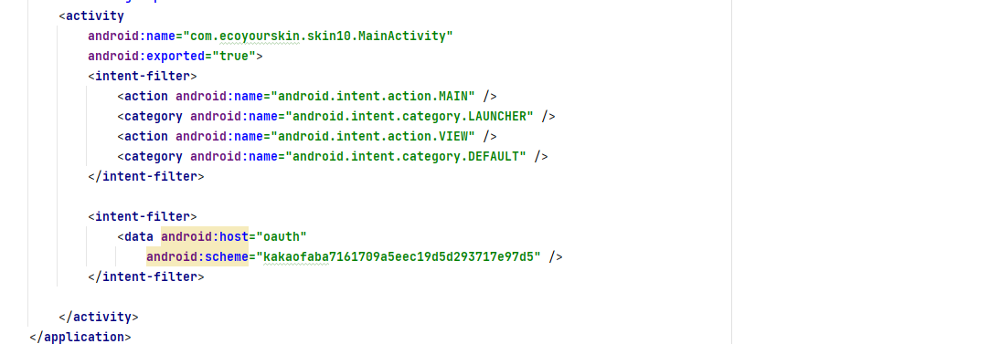 <activity
android:name="com.ecoyourskin.skin10.MainActivity"
android:exported="true">
<intent-filter>
<action android:name="android.intent.action.MAIN" />
<category android:name="android.intent.category.LAUNCHER" />
<action android:name="android.intent.action.VIEW" />
<category android:name="android.intent.category.DEFAULT" />
</intent-filter>
<intent-filter>
<data android:host="oauth"
android:scheme="kakaofaba7161709a5eec19d5d293717e97d5" />
</intent-filter>
</activity>
</application>